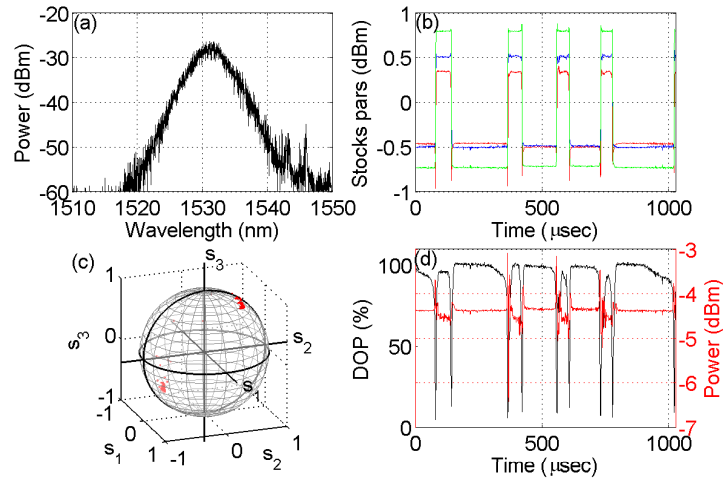 (a)
-20
-30
-40
-50
-60
Power (dBm)
1510 1520 1530 1540 1550
Wavelength (nm)
(b)
1
0.5
0
-0.5
-1
Stocks pars (dBm)
0 500 1000
Time (μsec)
(c)
s3
1
0
-1
s3
s2
s1
-1
0
1
s1
-1
0
1
s2
(d)
100
50
0
DOP (%)
-3
-4
-5
-6
-7
Power (dBm)
0 500 1000
Time (μsec)